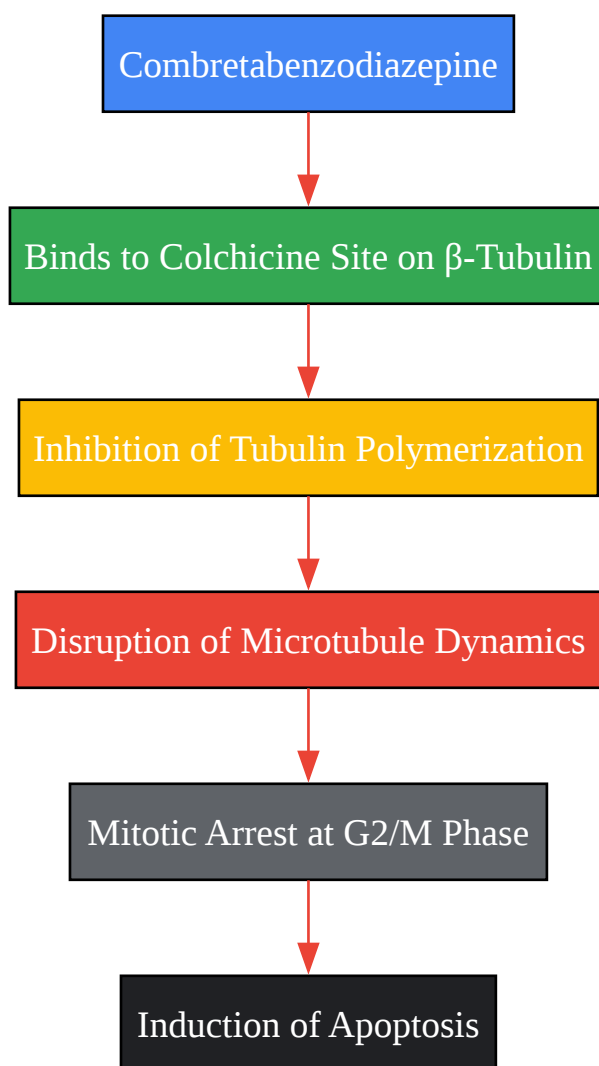 Combretabenzodiazepine
Binds to Colchicine Site on β-Tubulin
Inhibition of Tubulin Polymerization
Disruption of Microtubule Dynamics
Mitotic Arrest at G2/M Phase
Induction of Apoptosis